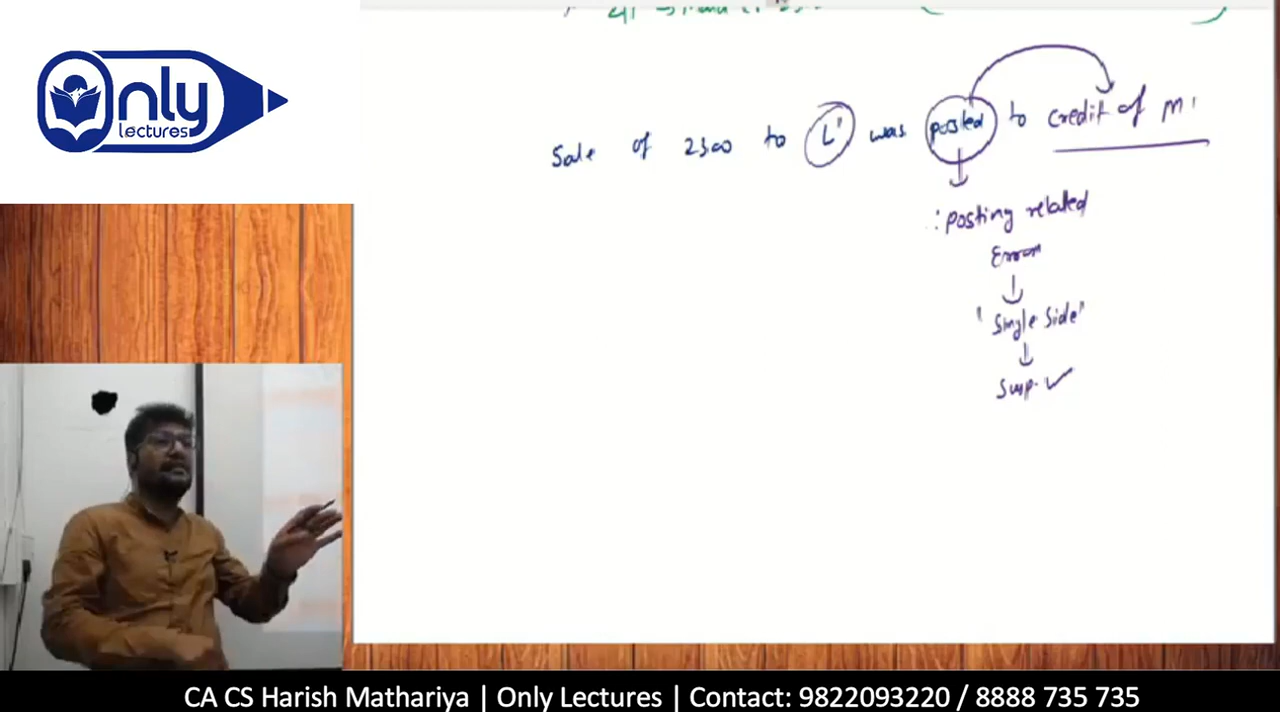 Only
lectures
Sale of 2300 to L' was posted to credit of M'
∴ Posting related
Error
'Single Side'
Susp. ✓
CA CS Harish Mathariya | Only Lectures | Contact: 9822093220 / 8888 735 735